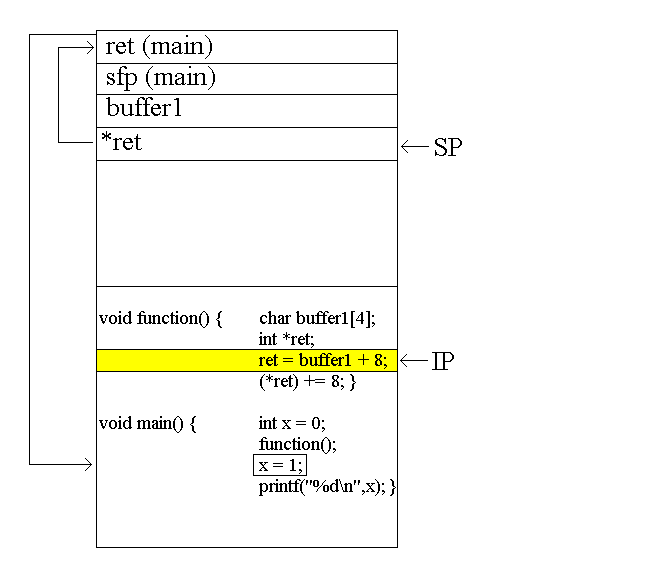 ret (main)
sfp (main)
buffer1
*ret
SP
void function() { char buffer1[4];
int *ret;
ret = buffer1 + 8;
IP
(*ret) += 8; }
void main() { int x = 0;
function();
x = 1;
printf("%d\n",x); }